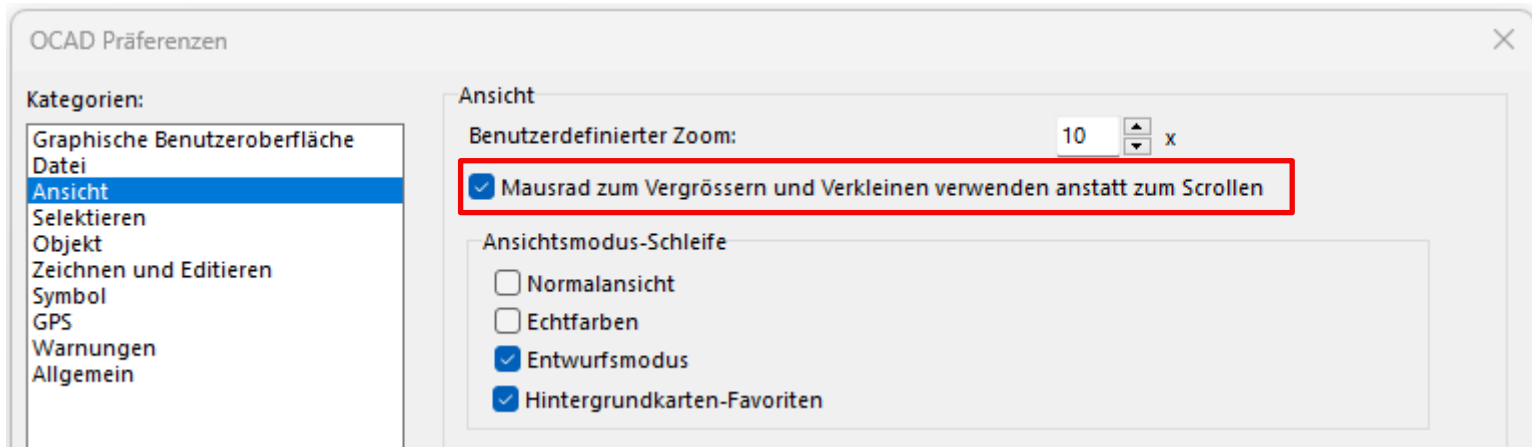 OCAD Präferenzen
Kategorien:
Graphische Benutzeroberfläche
Datei
Ansicht
Selektieren
Objekt
Zeichnen und Editieren
Symbol
GPS
Warnungen
Allgemein
Ansicht
Benutzerdefinierter Zoom: 10 x
Mausrad zum Vergrössern und Verkleinen verwenden anstatt zum Scrollen
Ansichtsmodus-Schleife
Normalansicht
Echtfarben
Entwurfsmodus
Hintergrundkarten-Favoriten